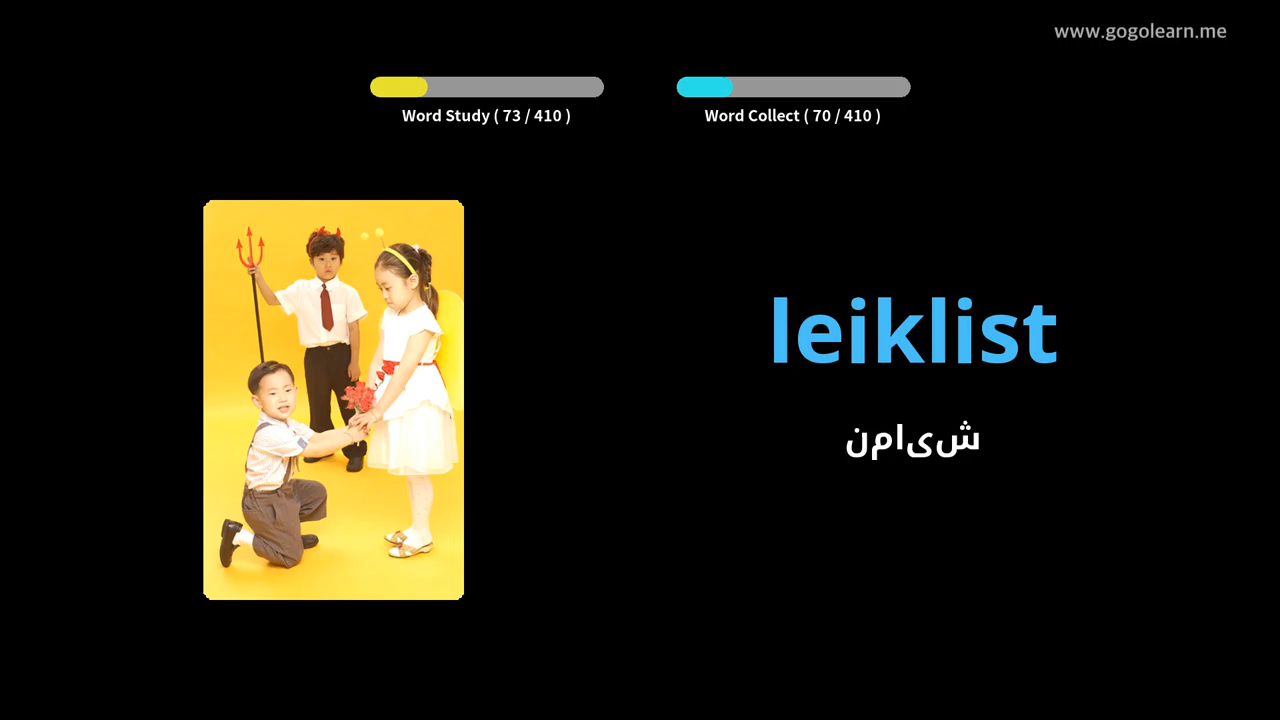 www.gogolearn.me
Word Study ( 73 / 410 )
Word Collect ( 70 / 410 )
leiklist
شیامن